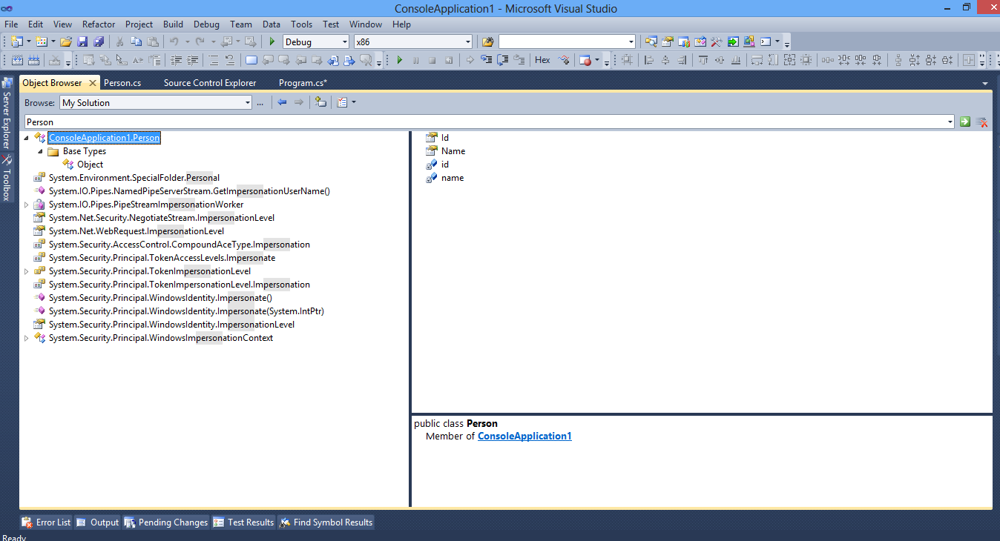 ConsoleApplication1 - Microsoft Visual Studio
File Edit View Refactor Project Build Debug Team Data Tools Test Window Help
Debug x86
Hex
Server Explorer
Toolbox
Object Browser Person.cs Source Control Explorer Program.cs*
Browse: My Solution ...
Person
ConsoleApplication1.Person
Base Types
Object
System.Environment.SpecialFolder.Personal
System.IO.Pipes.NamedPipeServerStream.GetImpersonationUserName()
System.IO.Pipes.PipeStreamImpersonationWorker
System.Net.Security.NegotiateStream.ImpersonationLevel
System.Net.WebRequest.ImpersonationLevel
System.Security.AccessControl.CompoundAceType.Impersonation
System.Security.Principal.TokenAccessLevels.Impersonate
System.Security.Principal.TokenImpersonationLevel
System.Security.Principal.TokenImpersonationLevel.Impersonation
System.Security.Principal.WindowsIdentity.Impersonate()
System.Security.Principal.WindowsIdentity.Impersonate(System.IntPtr)
System.Security.Principal.WindowsIdentity.ImpersonationLevel
System.Security.Principal.WindowsImpersonationContext
Id
Name
id
name
public class Person
Member of ConsoleApplication1
Error List Output Pending Changes Test Results Find Symbol Results
Ready